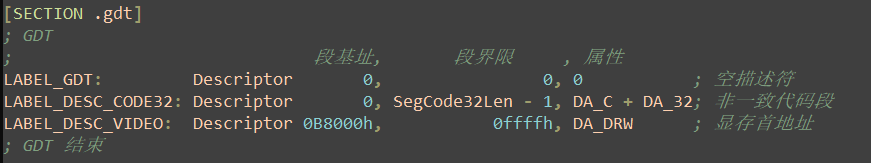 [SECTION .gdt]
; GDT
;                              段基址,       段界限     , 属性
LABEL_GDT:         Descriptor       0,                0, 0           ; 空描述符
LABEL_DESC_CODE32: Descriptor       0, SegCode32Len - 1, DA_C + DA_32; 非一致代码段
LABEL_DESC_VIDEO:  Descriptor 0B8000h,           0ffffh, DA_DRW      ; 显存首地址
; GDT 结束